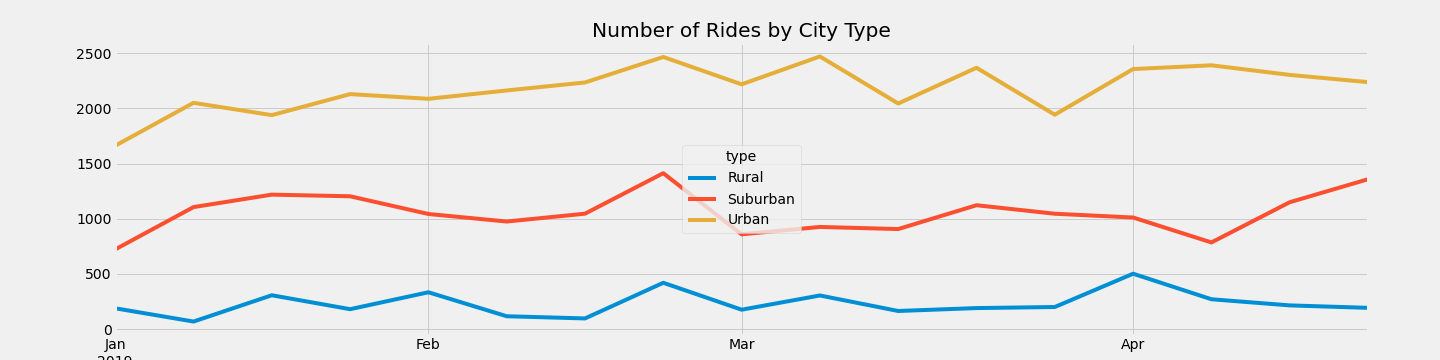 Number of Rides by City Type
2500
2000
1500
1000
500
0
type
Rural
Suburban
Urban
Jan
Feb
Mar
Apr